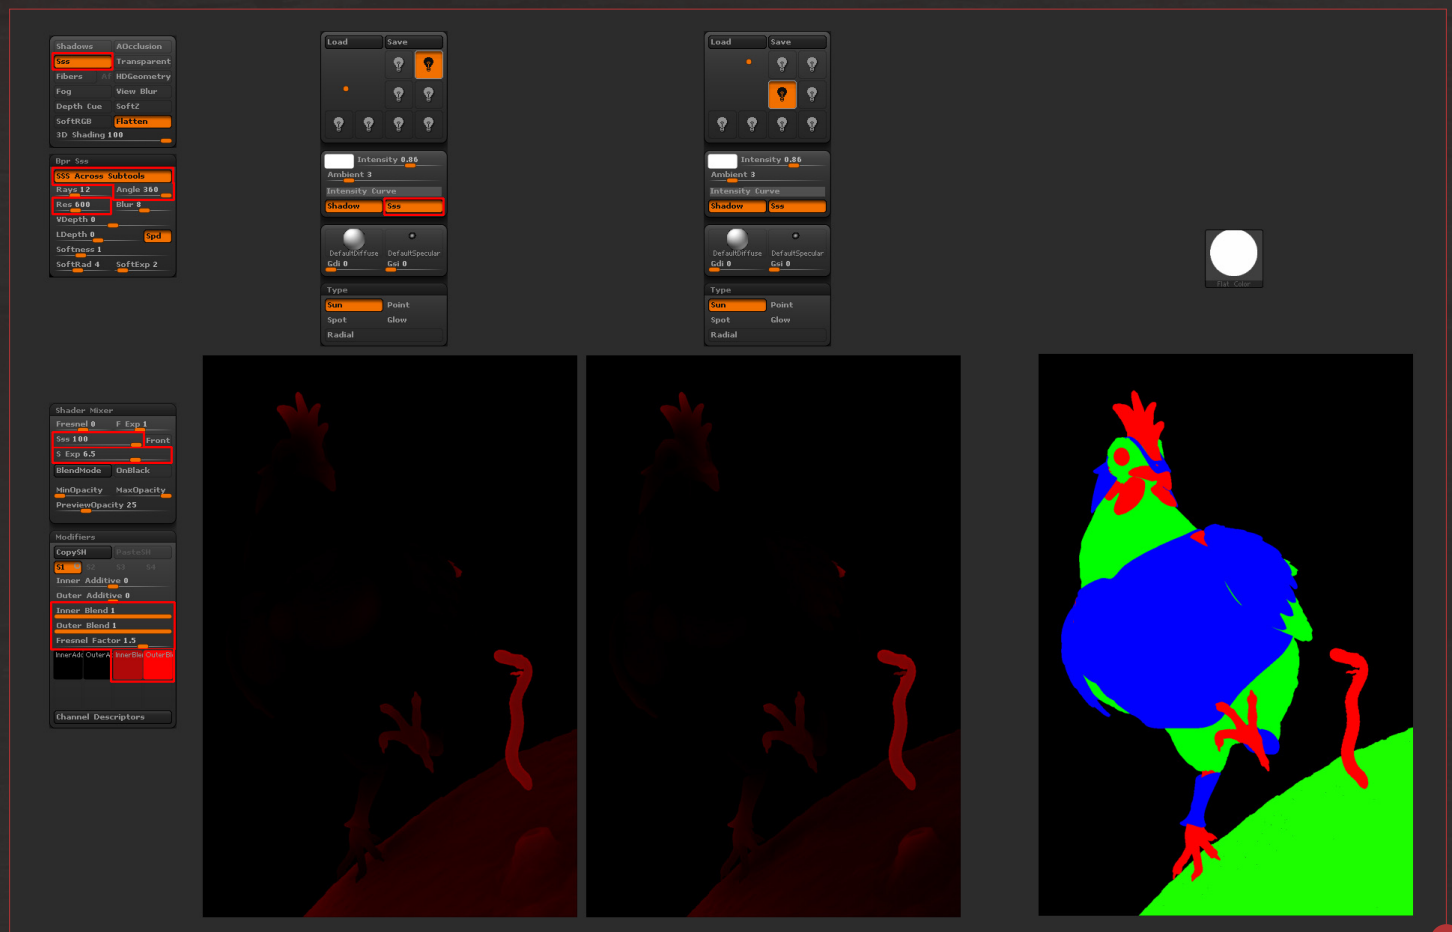 Shadows AOcclusion
Sss Transparent
Fibers HDGeometry
Fog View Blur
Depth Cue SoftZ
SoftRGB Flatten
3D Shading 100
Bpr Sss
SSS Across Subtools
Rays 12 Angle 360
Res 600 Blur 8
VDepth 0
LDepth 0 Spd
Softness 1
SoftRad 4 SoftExp 2
Load Save
Intensity 0.86
Ambient 3
Intensity Curve
Shadow Sss
DefaultDiffuse DefaultSpecular
Gdi 0 Gsi 0
Type
Sun Point
Spot Glow
Radial
Load Save
Intensity 0.86
Ambient 3
Intensity Curve
Shadow Sss
DefaultDiffuse DefaultSpecular
Gdi 0 Gsi 0
Type
Sun Point
Spot Glow
Radial
Flat Color
Shader Mixer
Fresnel 0 F Exp 1
Sss 100 Front
S Exp 6.5
BlendMode OnBlack
MinOpacity MaxOpacity
PreviewOpacity 25
Modifiers
CopySH PasteSH
S1 S2 S3 S4
Inner Additive 0
Outer Additive 0
Inner Blend 1
Outer Blend 1
Fresnel Factor 1.5
InnerAdd OuterA InnerBle OuterBl
Channel Descriptors